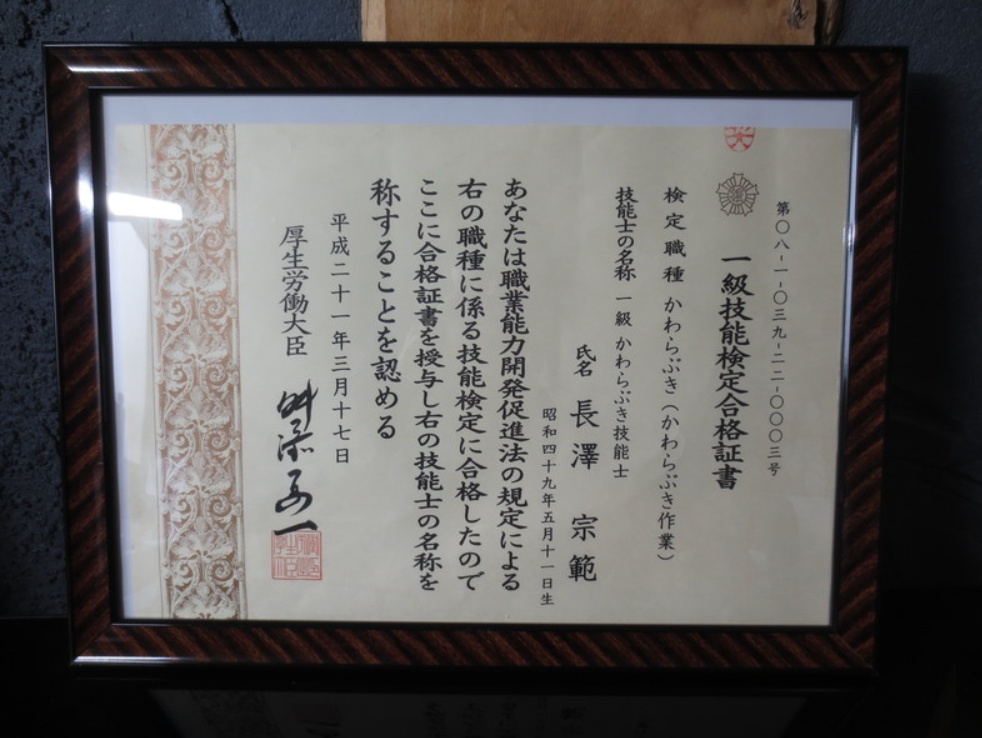 第〇八-一-〇三九-二二-〇〇〇三号
一級技能検定合格証書
検定職種 かわらぶき（かわらぶき作業）
技能士の名称 一級かわらぶき技能士
氏名 長澤 宗範
昭和四十九年五月十一日生
あなたは職業能力開発促進法の規定による
右の職種に係る技能検定に合格したので
ここに合格証書を授与し右の技能士の名称を
称することを認める
平成二十一年三月十七日
厚生労働大臣 舛添要一